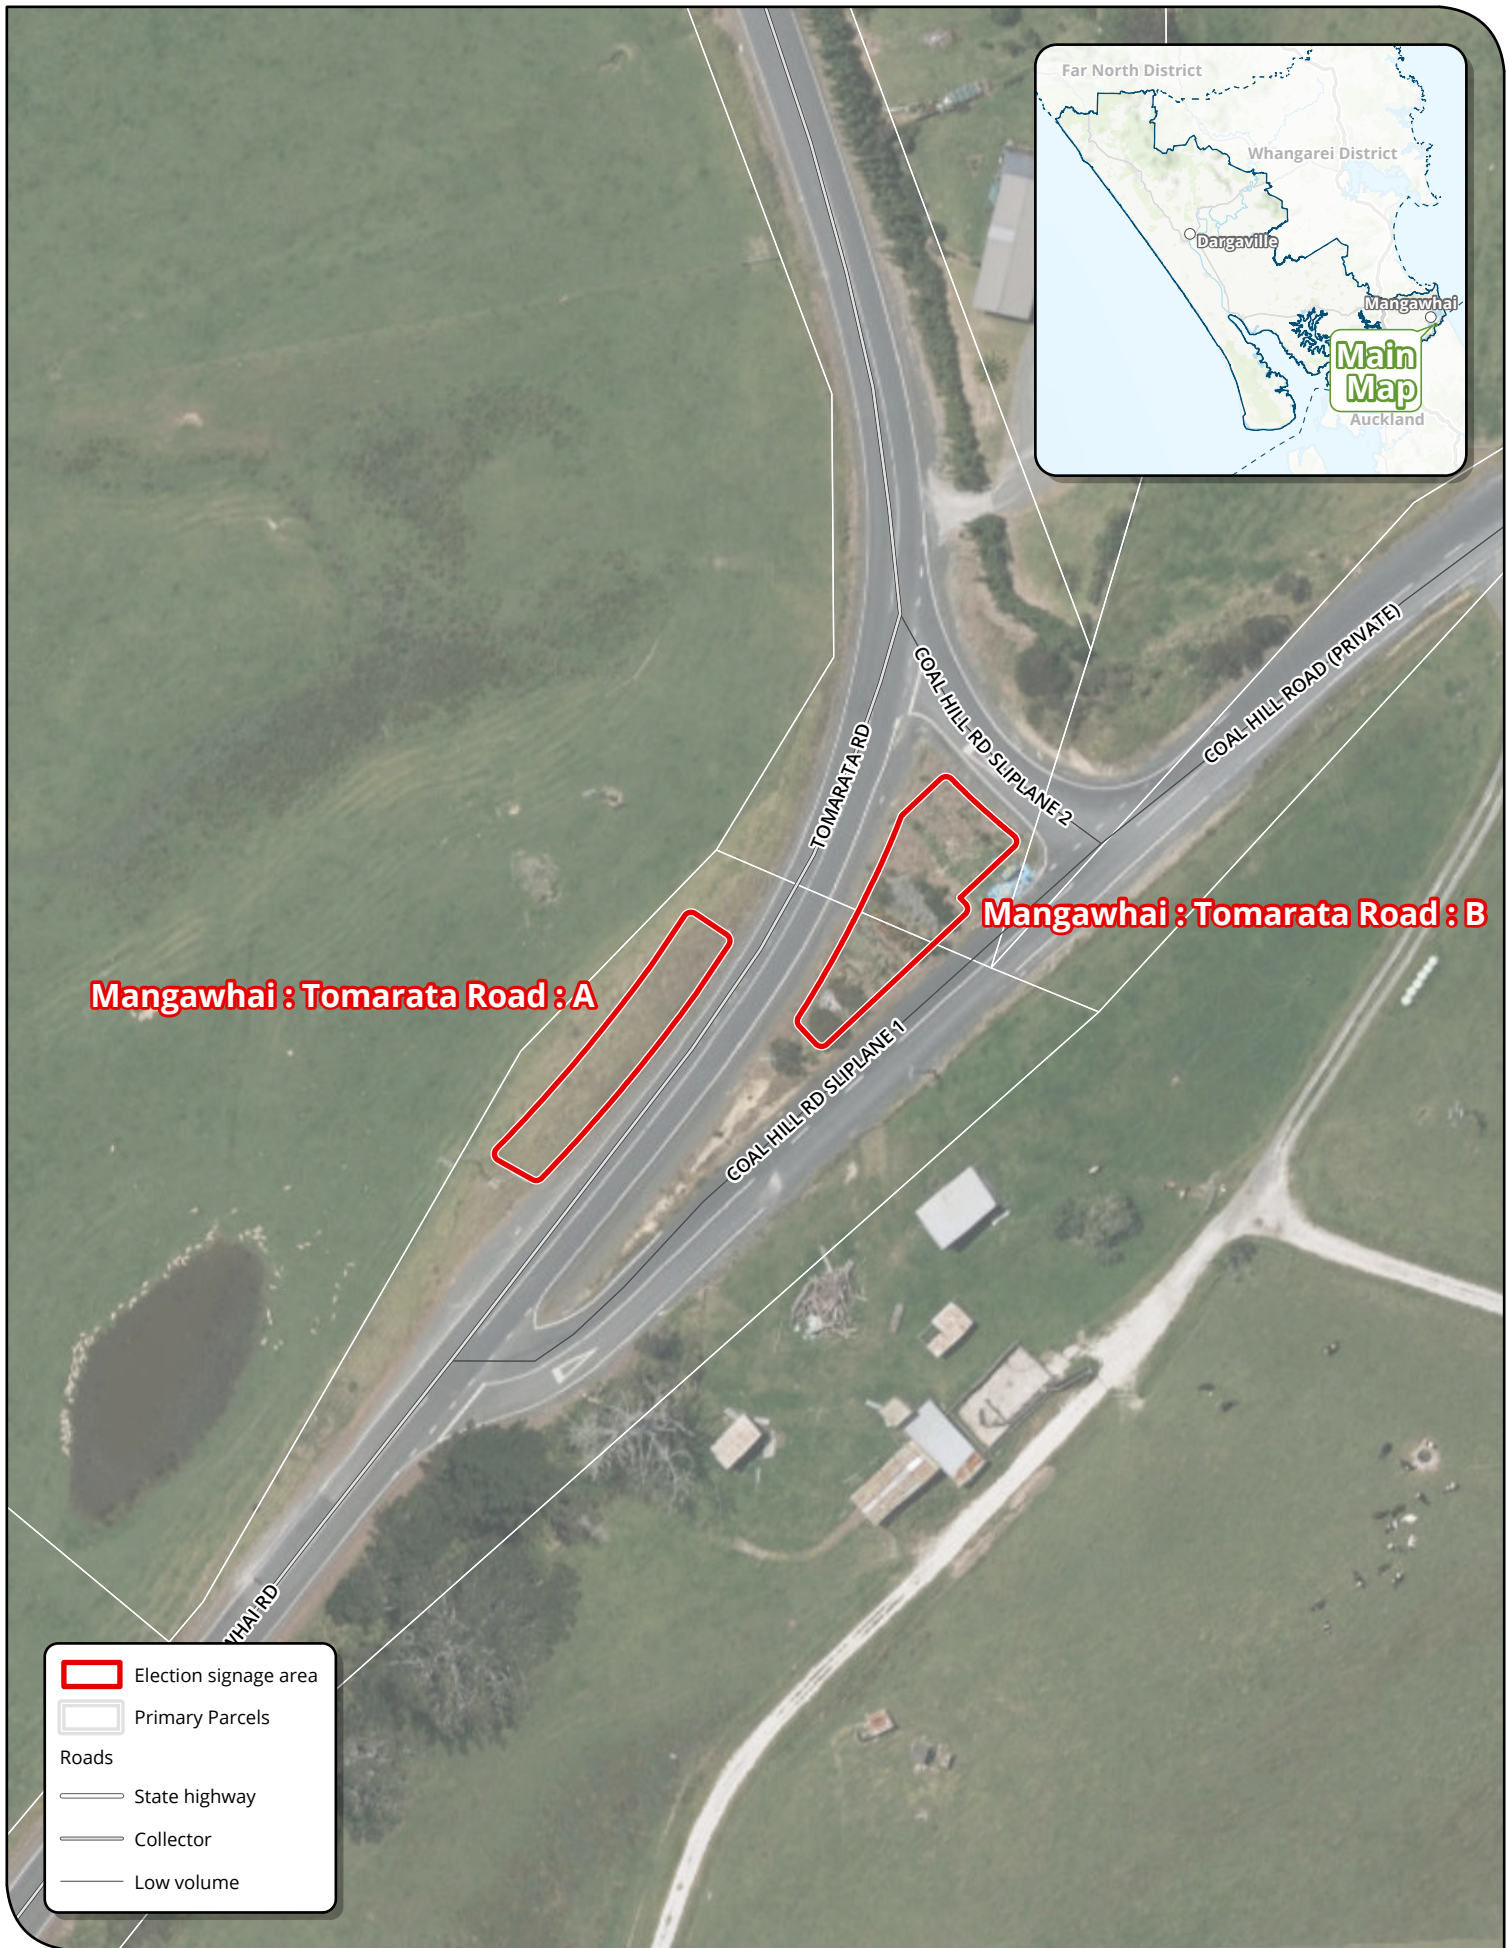 Far North District
Whangarei District
Dargaville
Mangawhai
Main
Map
Auckland
COAL HILL ROAD (PRIVATE)
COAL HILL RD SLIPLANE 2
TOMARATA RD
Mangawhai : Tomarata Road : B
Mangawhai : Tomarata Road : A
COAL HILL RD SLIPLANE 1
WHAI RD
Election signage area
Primary Parcels
Roads
State highway
Collector
Low volume